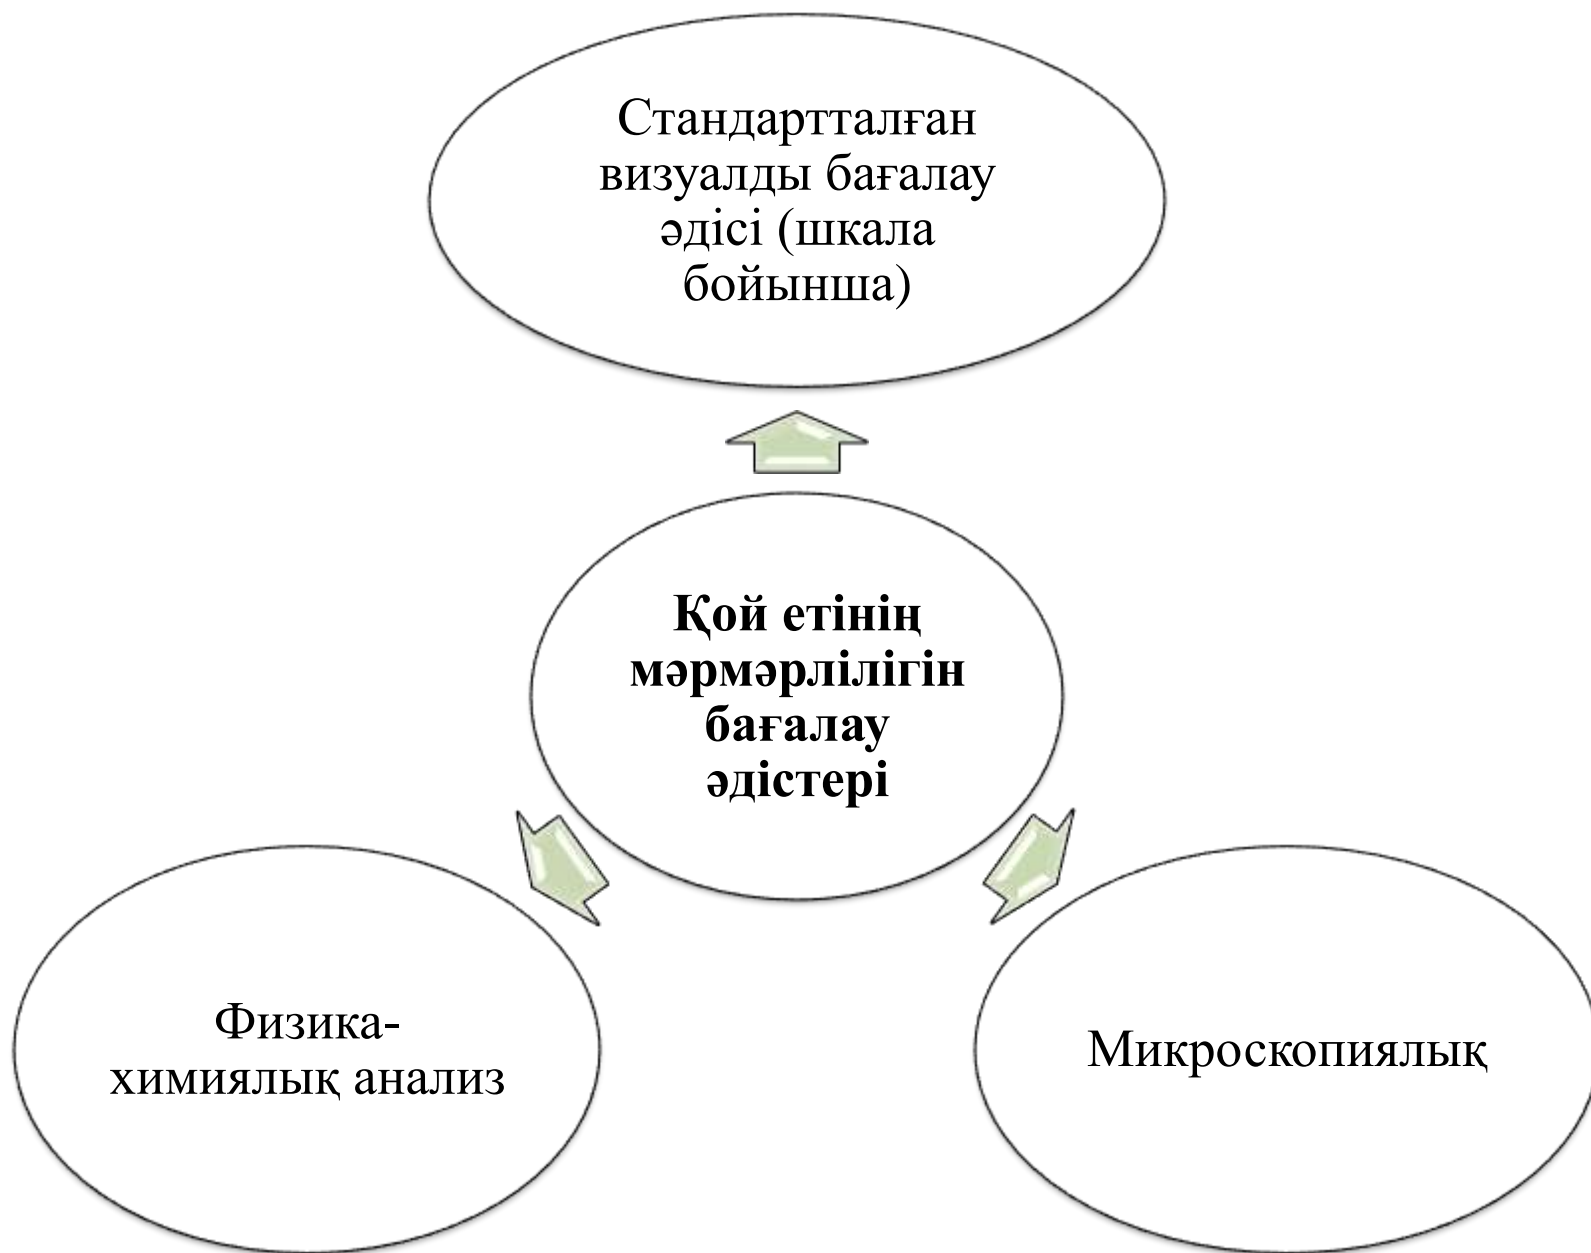 Стандартталған
визуалды бағалау
әдісі (шкала
бойынша)
Қой етінің
мәрмәрлілігін
бағалау
әдістері
Физика-
химиялық анализ
Микроскопиялық